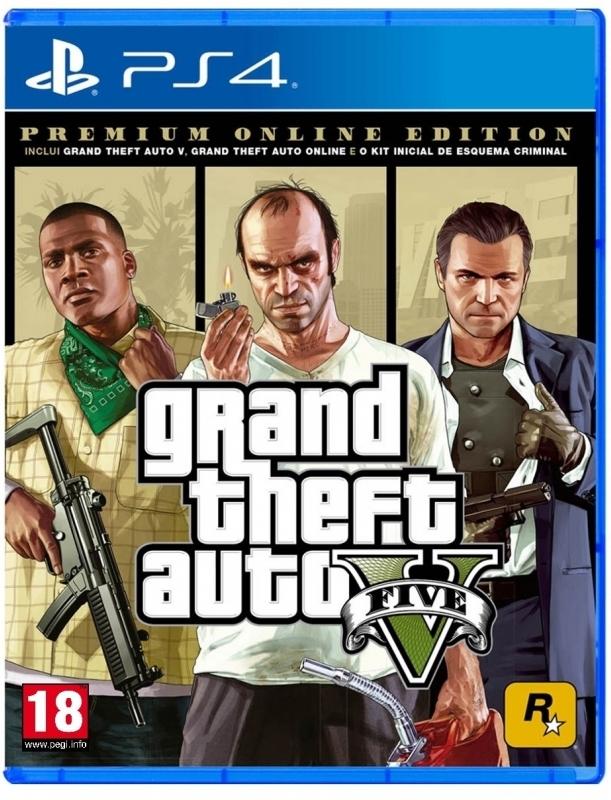 PS4
PREMIUM ONLINE EDITION
INCLUI GRAND THEFT AUTO V, GRAND THEFT AUTO ONLINE E O KIT INICIAL DE ESQUEMA CRIMINAL
grand
theft
auto V
FIVE
18
www.pegi.info
R